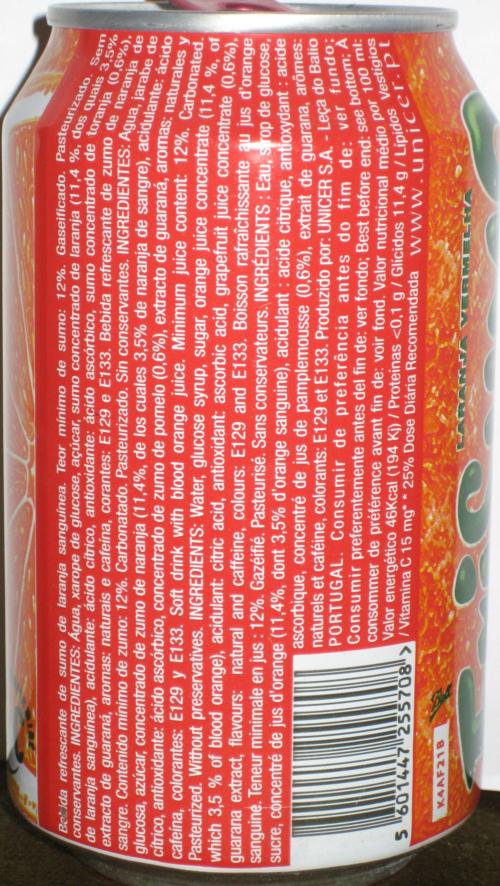 Bebida refrescante de sumo de laranja sanguínea. Teor mínimo de sumo: 12%. Gaseificado. Pasteurizado. Sem
conservantes. INGREDIENTES: Água, xarope de glucose, açúcar, sumo concentrado de laranja (11,4 %, dos quais 3,5%
de laranja sanguínea), acidulante: ácido cítrico, antioxidante: ácido ascórbica, sumo concentrado de toranja (0,6%),
extracto de guaraná, aromas: naturais e cafeína, corantes: E129 e E133. Bebida refrescante de zumo de naranja de
sangre. Contenido mínimo de zumo: 12%. Carbonatado. Pasteurizado. Sin conservantes. INGREDIENTES: Agua, jarabe de
glucosa, azúcar, concentrado de zumo de naranja (11,4%, de los cuales 3,5% de naranja de sangre), acidulante: ácido
cítrico, antioxidante: ácido ascórbico, concentrado de zumo de pomelo (0,6%), extracto de guaraná, aromas: naturales y
cafeína, colorantes: E129 y E133. Soft drink with blood orange juice. Minimum juice content: 12%. Carbonated.
Pasteurized. Without preservatives. INGREDIENTS: Water, glucose syrup, sugar, orange juice concentrate (11,4 %, of
which 3,5 % of blood orange), acidulant: citric acid, antioxidant: ascorbic acid, grapefruit juice concentrate (0,6%),
guarana extract, flavours: natural and caffeine, colours: E129 and E133. Boisson rafraîchissante au jus d'orange
sanguine. Teneur minimale en jus : 12%. Gazéifié. Pasteurisé. Sans conservateurs. INGRÉDIENTS : Eau, sirop de glucose,
sucre, concentré de jus d'orange (11,4%, dont 3,5% d'orange sanguine), acidulant : acide citrique, antioxydant : acide
ascorbique, concentré de jus de pamplemousse (0,6%), extrait de guarana, arômes:
naturels et caféine, colorants: E129 et E133. Produzido por: UNICER S.A. - Leça do Balio
PORTUGAL. Consumir de preferência antes do fim de: ver fundo;
Consumir preferentemente antes del fin de: ver fondo; Best before end: see bottom; À
consommer de préférence avant fin de: voir fond. Valor nutricional médio por 100 ml:
Valor energético 46Kcal (194 Kj) / Proteínas <0,1 g / Glícidos 11,4 g / Lípidos vestígios
/ Vitamina C 15 mg* • * 25% Dose Diária Recomendada www.unicer.pt
5 601447 255708 >
K4AF21B
LARANJA VERMELHA